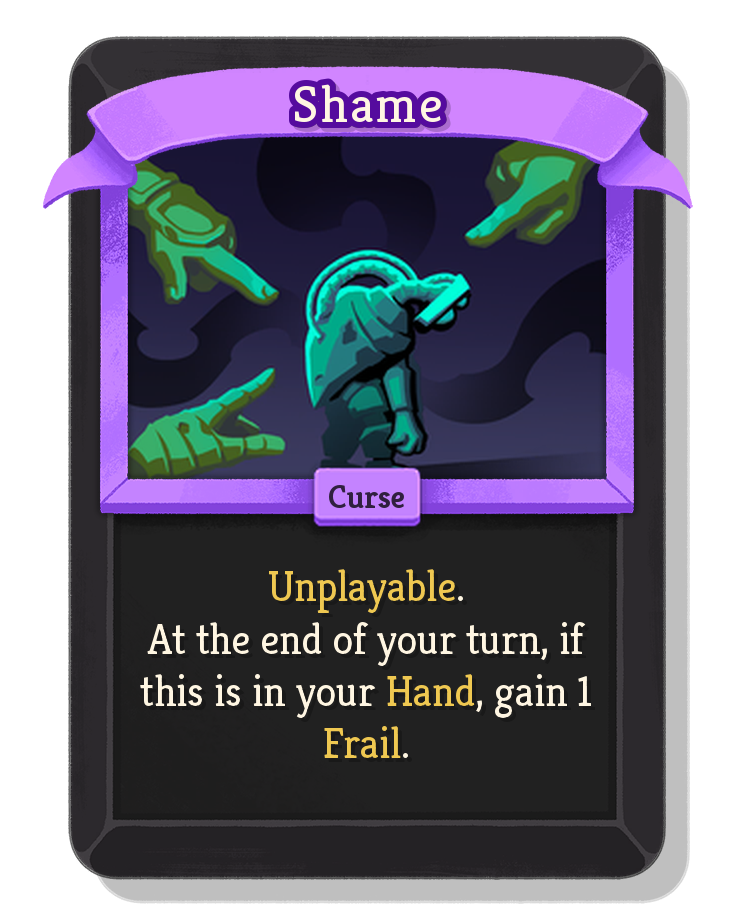 Shame
Curse
Unplayable.
At the end of your turn, if
this is in your Hand, gain 1
Frail.